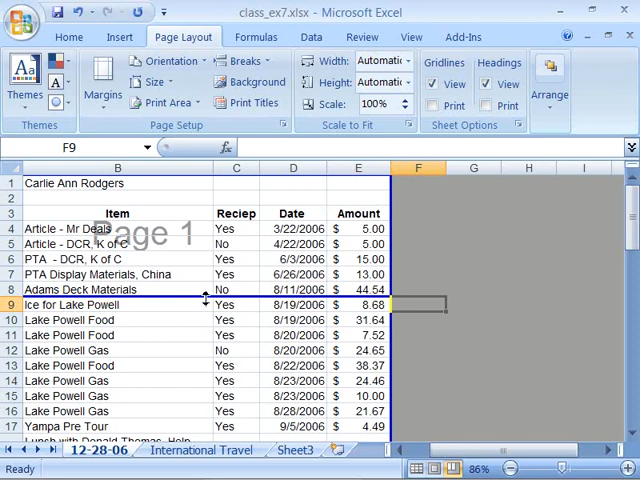 class_ex7.xlsx - Microsoft Excel
Home Insert Page Layout Formulas Data Review View Add-Ins
Themes
Aa
Themes
Margins
Orientation
Size
Print Area
Breaks
Background
Print Titles
Page Setup
Width: Automatic
Height: Automatic
Scale: 100%
Scale to Fit
Gridlines
View
Print
Headings
View
Print
Sheet Options
Arrange
F9
fx
B C D E F G H I
1 Carlie Ann Rodgers
2
3 Item Reciep Date Amount
Page 1
4 Article - Mr Deals Yes 3/22/2006 $ 5.00
5 Article - DCR, K of C No 4/22/2006 $ 5.00
6 PTA - DCR, K of C Yes 6/3/2006 $ 15.00
7 PTA Display Materials, China Yes 6/26/2006 $ 13.00
8 Adams Deck Materials No 8/11/2006 $ 44.54
9 Ice for Lake Powell Yes 8/19/2006 $ 8.68
10 Lake Powell Food Yes 8/19/2006 $ 31.64
11 Lake Powell Food Yes 8/20/2006 $ 7.52
12 Lake Powell Gas No 8/20/2006 $ 24.65
13 Lake Powell Food Yes 8/22/2006 $ 38.37
14 Lake Powell Gas Yes 8/23/2006 $ 24.46
15 Lake Powell Gas Yes 8/23/2006 $ 10.00
16 Lake Powell Gas Yes 8/28/2006 $ 21.67
17 Yampa Pre Tour Yes 9/5/2006 $ 4.49
Lunch with Donald Thomas, Help
12-28-06 International Travel Sheet3
Ready 86%